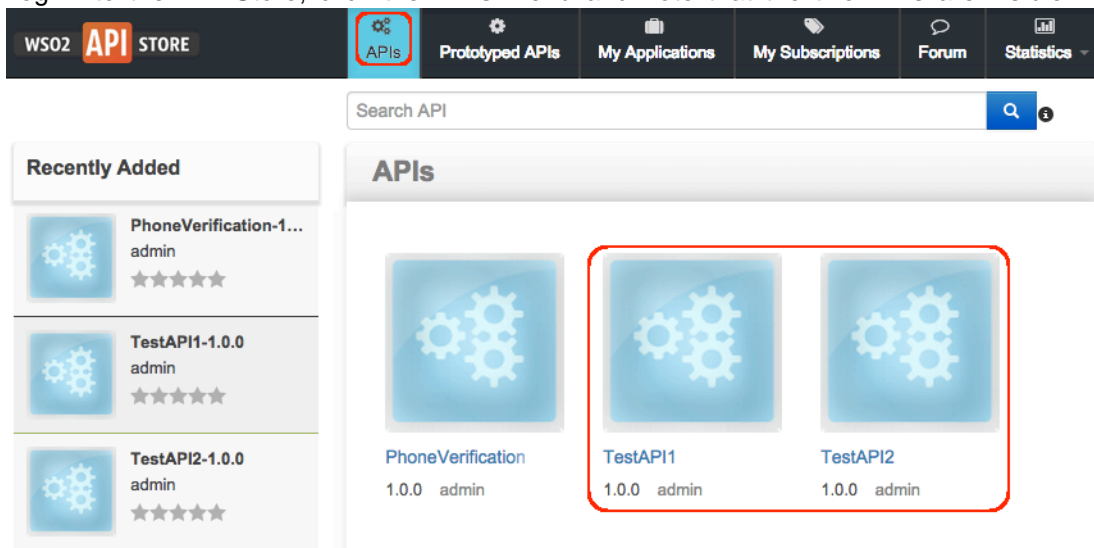 WSO2 API STORE
APIs
Prototyped APIs
My Applications
My Subscriptions
Forum
Statistics
Search API
Recently Added
APIs
PhoneVerification-1...
admin
TestAPI1-1.0.0
admin
TestAPI2-1.0.0
admin
PhoneVerification
1.0.0 admin
TestAPI1
1.0.0 admin
TestAPI2
1.0.0 admin